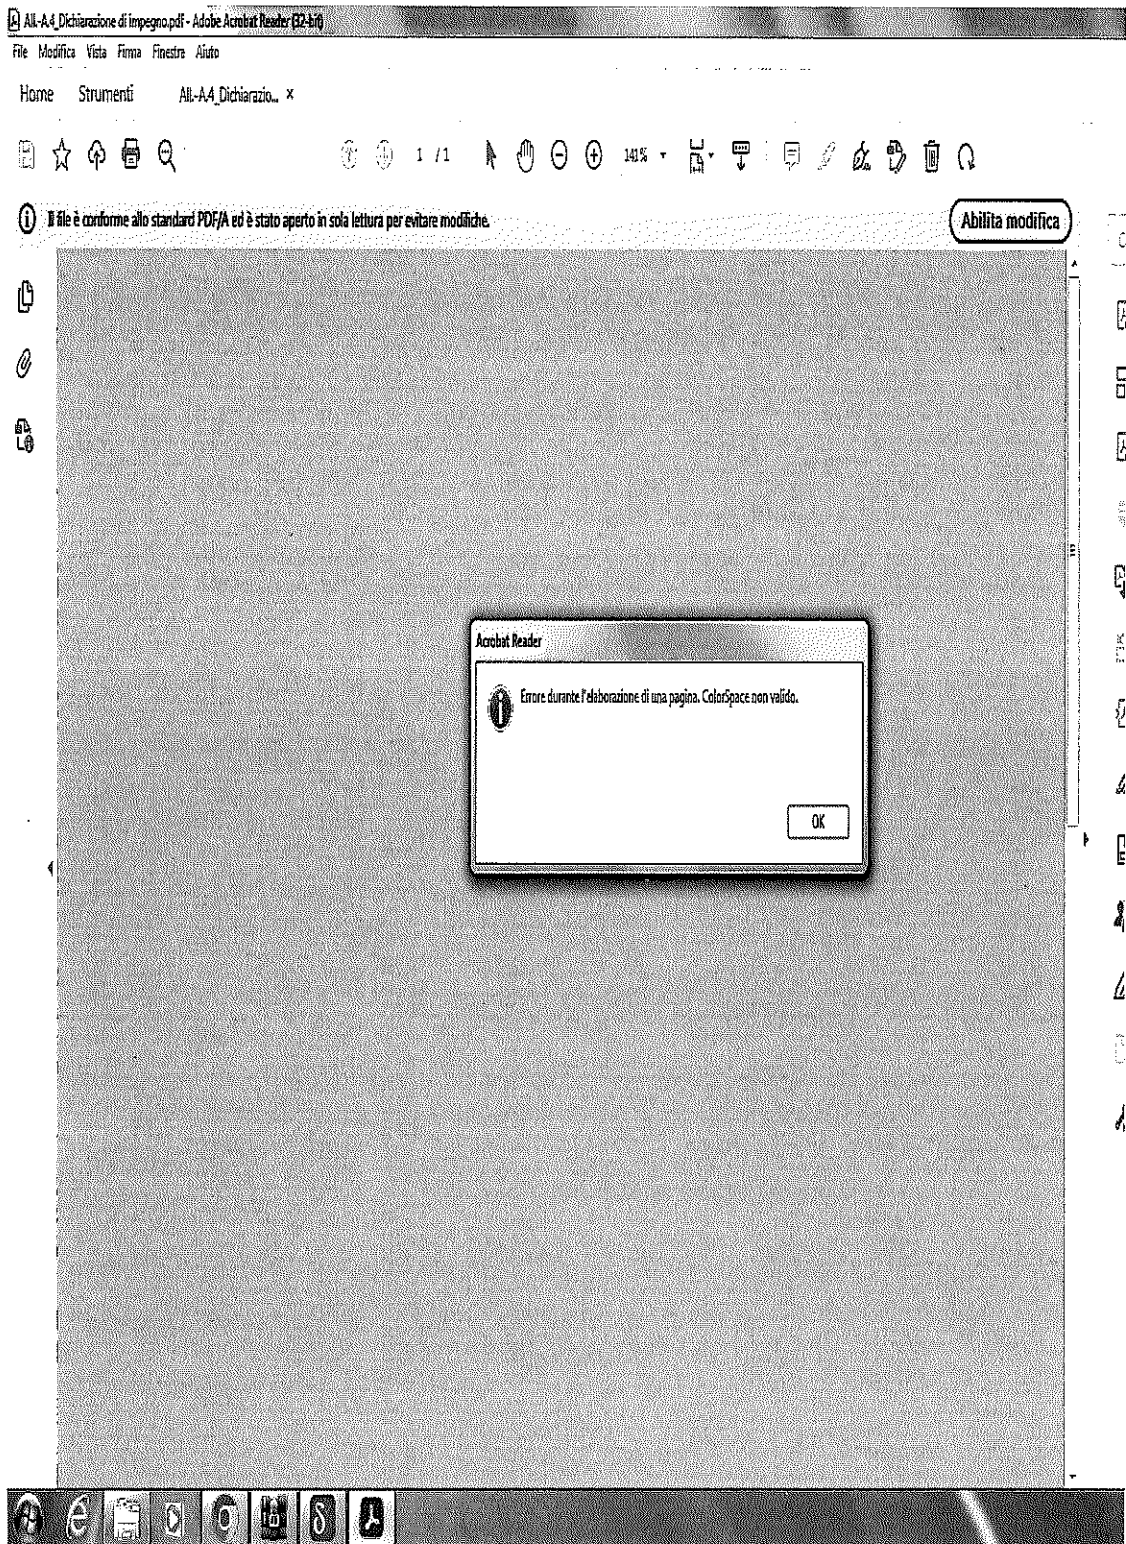 All.-A.4_Dichiarazione di impegno.pdf - Adobe Acrobat Reader (32-bit)
File Modifica Vista Firma Finestra Aiuto
Home Strumenti All.-A.4_Dichiarazio... ×
1 / 1 141%
Il file è conforme allo standard PDF/A ed è stato aperto in sola lettura per evitare modifiche. Abilita modifica
Acrobat Reader
Errore durante l'elaborazione di una pagina. ColorSpace non valido.
OK